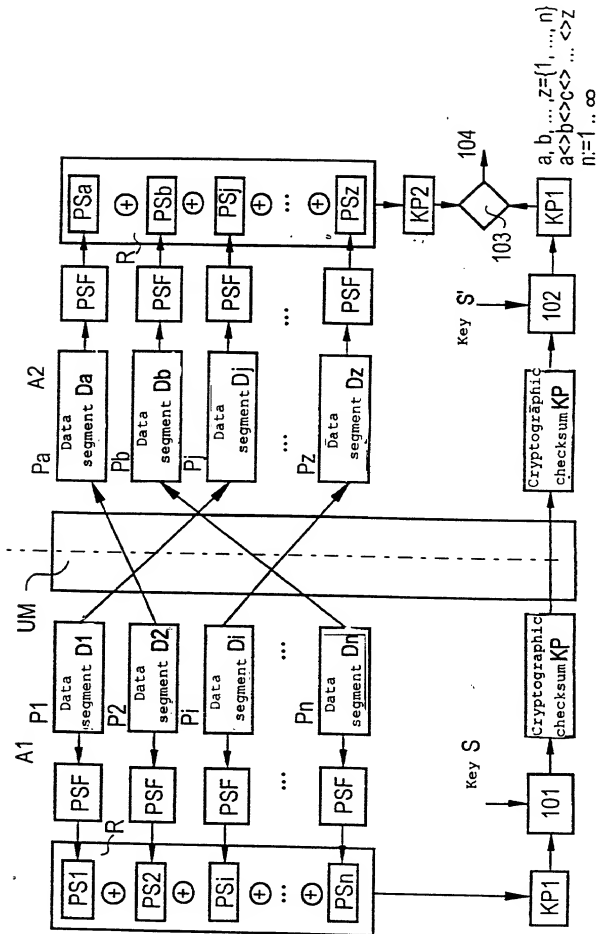 UM
A1
A2
P1
Data
segment D1
PSF
PS1
R
P2
Data
segment D2
PSF
PS2
Pi
Data
segment Di
PSF
PSi
...
...
...
Pn
Data
segment Dn
PSF
PSn
Pa
Data
segment Da
PSF
PSa
R
Pb
Data
segment Db
PSF
PSb
Pj
Data
segment Dj
PSF
PSj
...
...
...
Pz
Data
segment Dz
PSF
PSz
KP2
103
104
KP1
101
Key S
Cryptographic
checksum KP
Cryptographic
checksum KP
Key S'
102
KP1
a, b, ... ,z={1, ..., n}
a<>b<>c<> ... <>z
n:=1 .. ∞